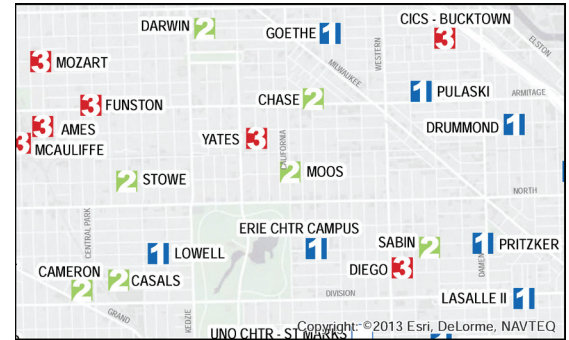 CICS - BUCKTOWN
DARWIN 2
GOETHE 1
3
ELSTON
WESTERN
3 MOZART
MILWAUKEE
CHASE 2
1 PULASKI
ARMITAGE
3 FUNSTON
3 AMES
DRUMMOND 1
3 MCAULIFFE
YATES 3
CALIFORNIA
2 STOWE
2 MOOS
NORTH
CENTRAL PARK
ERIE CHTR CAMPUS
1
SABIN 2
1 PRITZKER
DAMEN
1 LOWELL
DIEGO 3
CAMERON
2
2 CASALS
DIVISION
LASALLE II 1
GRAND
KEDZIE
UNO CHTR - ST MARKS
Copyright: ©2013 Esri, DeLorme, NAVTEQ